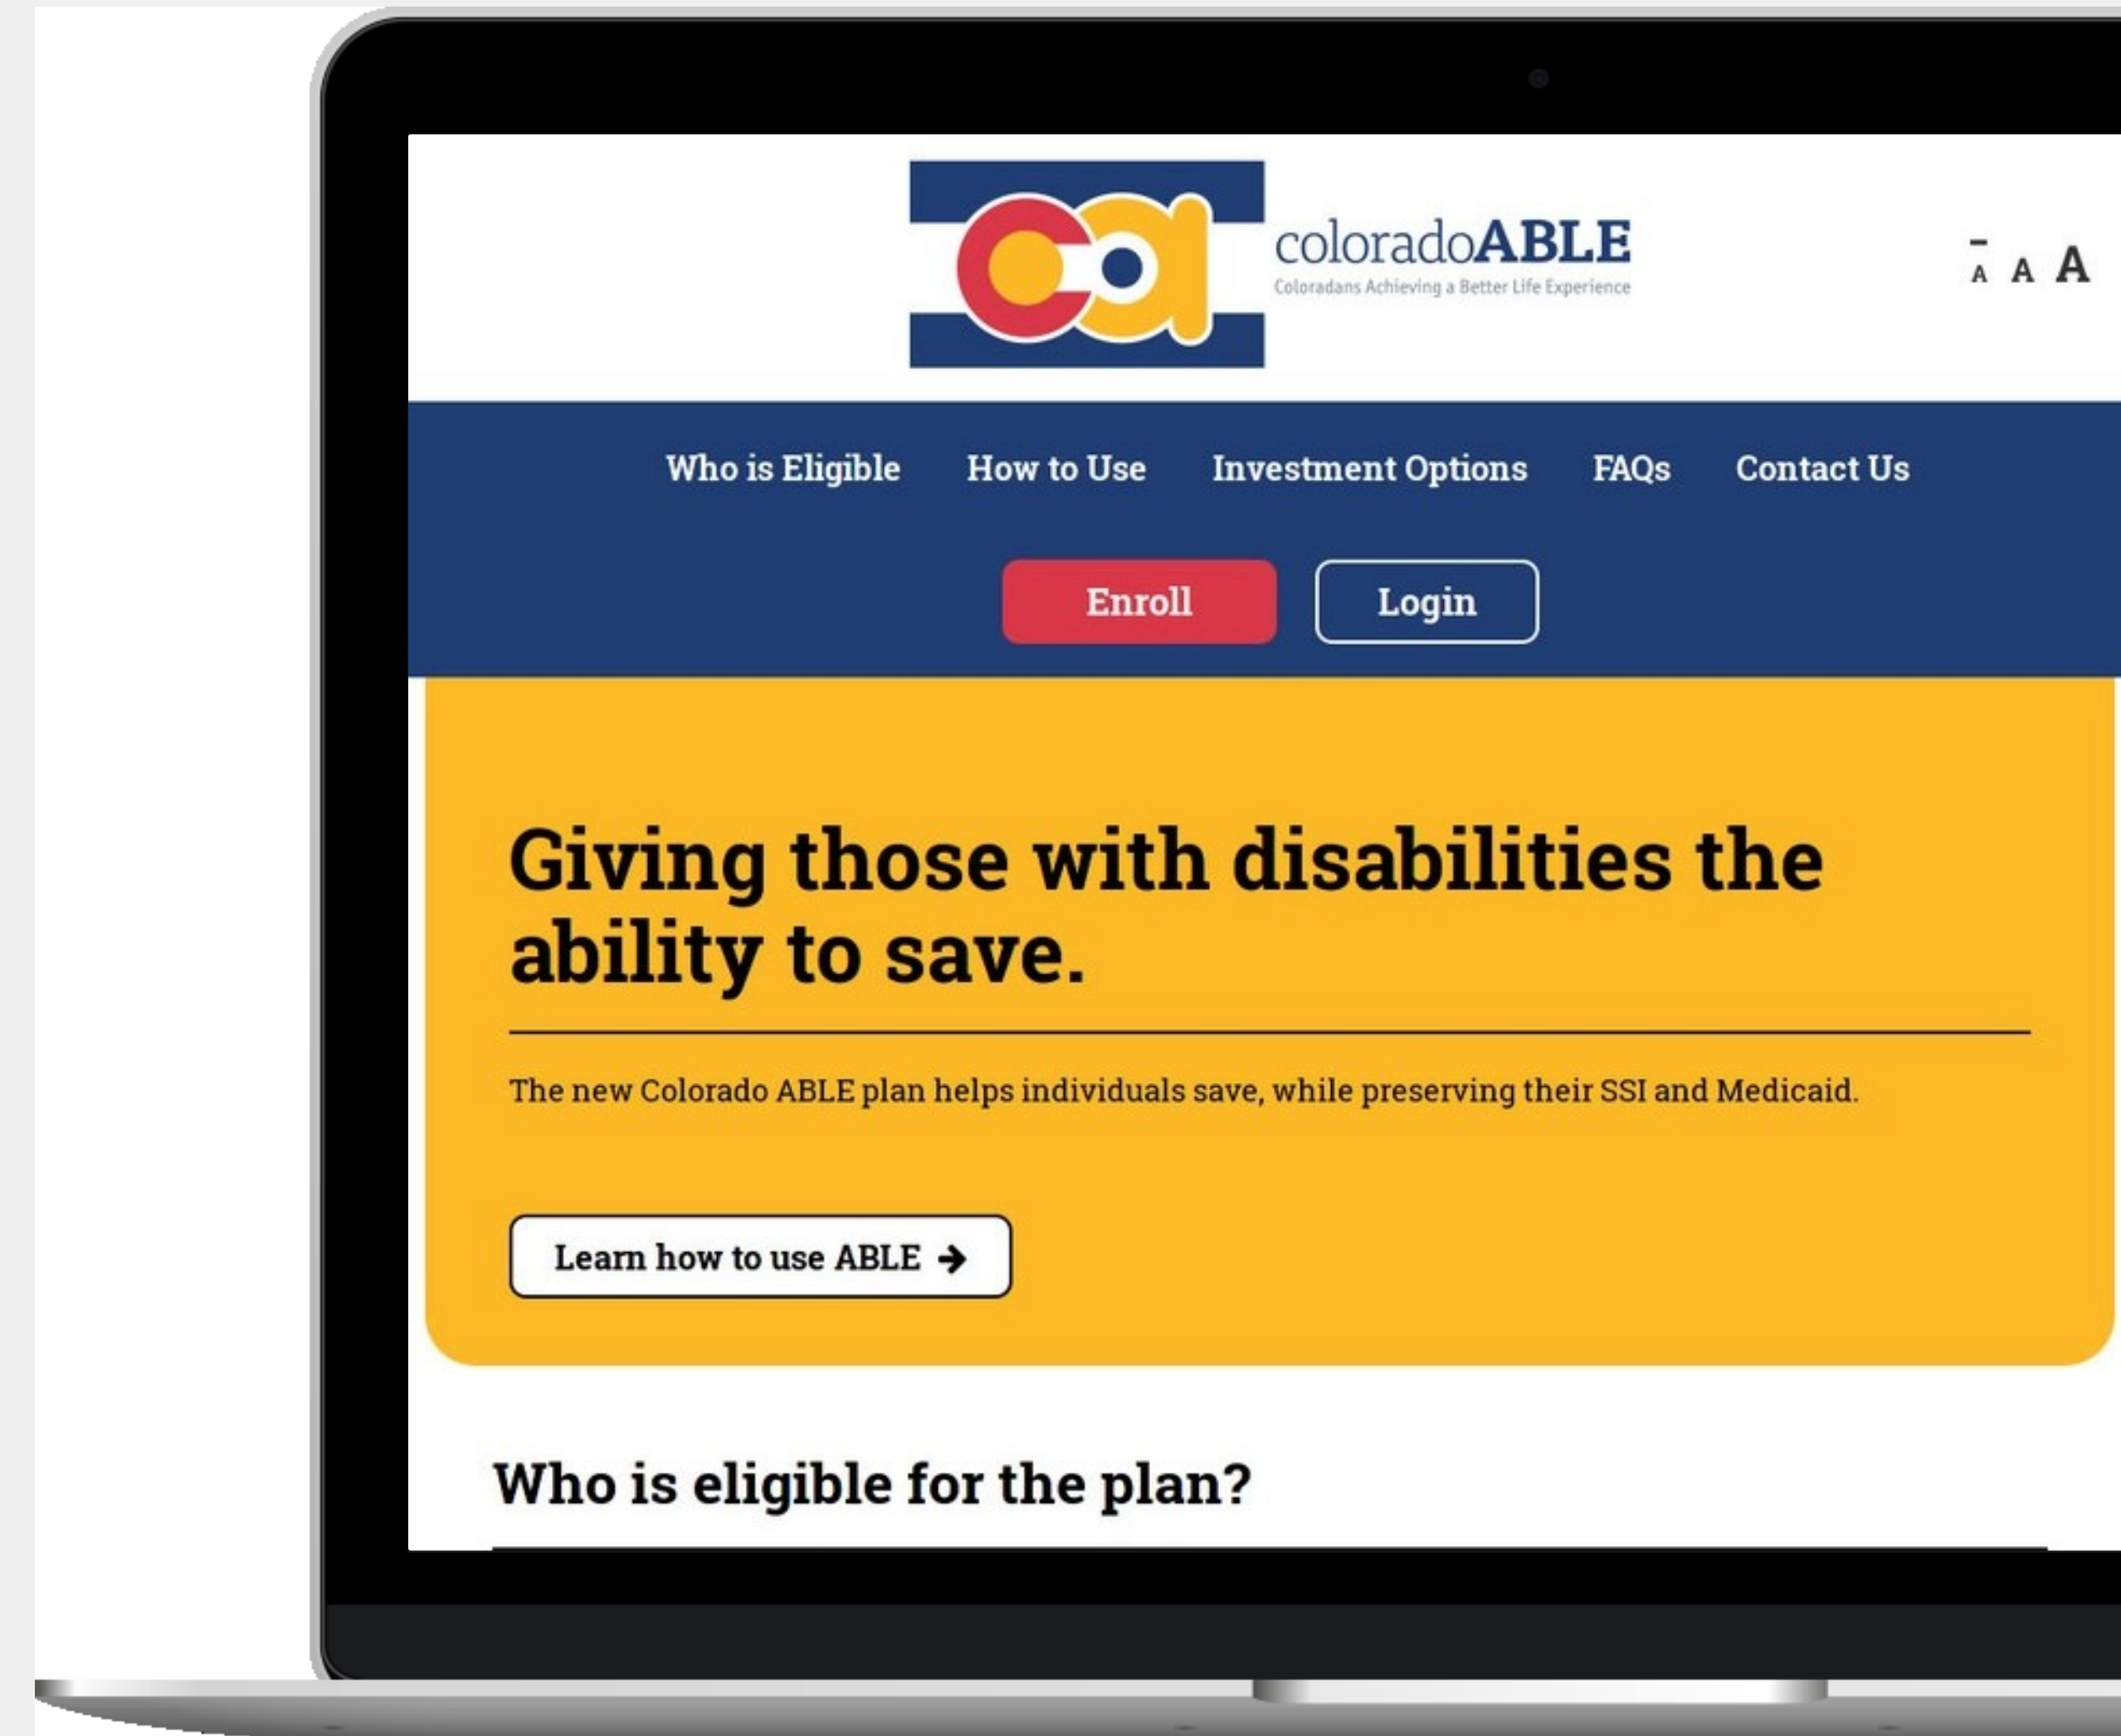 ca
coloradoABLE
Coloradans Achieving a Better Life Experience
A A A
Who is Eligible How to Use Investment Options FAQs Contact Us
Enroll Login
Giving those with disabilities the
ability to save.
The new Colorado ABLE plan helps individuals save, while preserving their SSI and Medicaid.
Learn how to use ABLE →
Who is eligible for the plan?